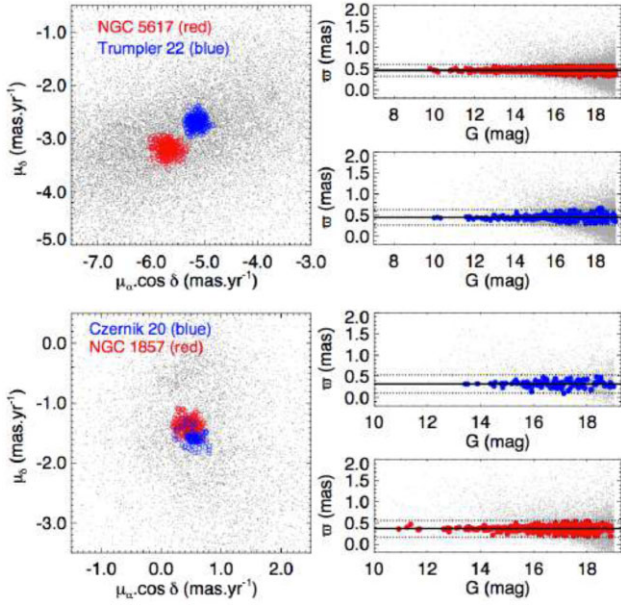 NGC 5617 (red)
Trumpler 22 (blue)
-1.0
-2.0
-3.0
-4.0
-5.0
μδ (mas.yr⁻¹)
-7.0 -6.0 -5.0 -4.0 -3.0
μα.cos δ (mas.yr⁻¹)
2.0
1.5
1.0
0.5
0.0
ϖ (mas)
8 10 12 14 16 18
G (mag)
2.0
1.5
1.0
0.5
0.0
ϖ (mas)
8 10 12 14 16 18
G (mag)
Czernik 20 (blue)
NGC 1857 (red)
0.0
-1.0
-2.0
-3.0
μδ (mas.yr⁻¹)
-1.0 0.0 1.0 2.0
μα.cos δ (mas.yr⁻¹)
2.0
1.5
1.0
0.5
0.0
ϖ (mas)
10 12 14 16 18
G (mag)
2.0
1.5
1.0
0.5
0.0
ϖ (mas)
10 12 14 16 18
G (mag)